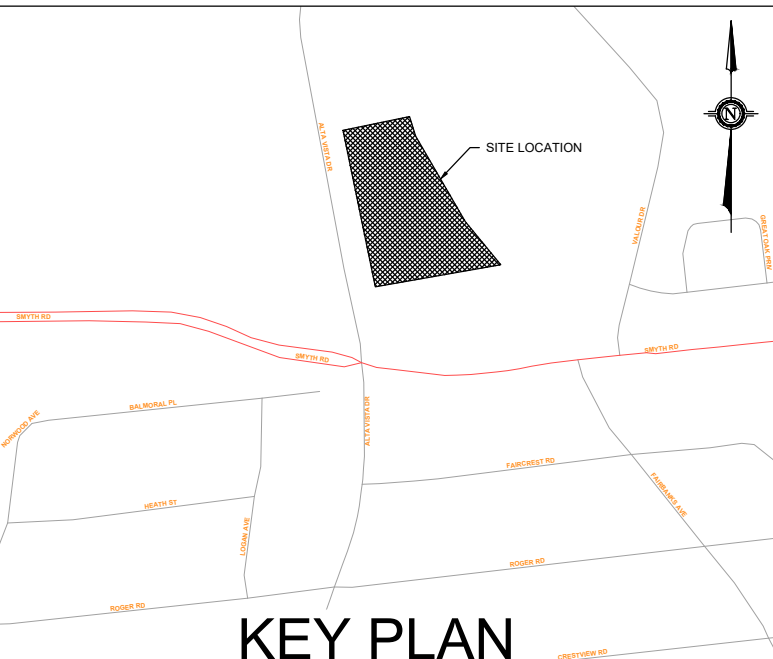 ALTA VISTA DR
SITE LOCATION
N
VALOUR DR
GREAT OAK PRIV
SMYTH RD
SMYTH RD
SMYTH RD
NORWOOD AVE
BALMORAL PL
ALTA VISTA DR
FAIRCREST RD
HEATH ST
FAIRBANKS AVE
LOGAN AVE
ROGER RD
ROGER RD
KEY PLAN
CRESTVIEW RD